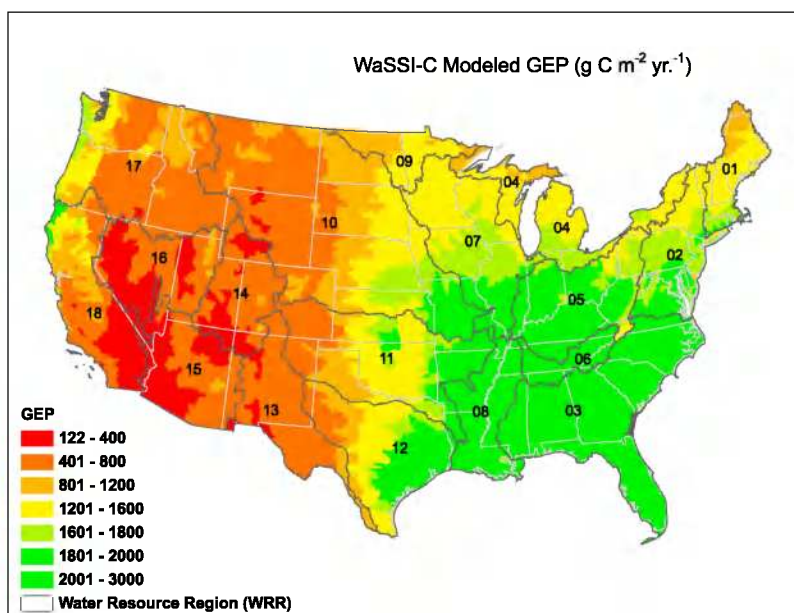 WaSSI-C Modeled GEP (g C m-2 yr.-1)
17
09
04
01
10
04
07
02
16
14
05
18
11
06
15
13
08
03
12
GEP
122 - 400
401 - 800
801 - 1200
1201 - 1600
1601 - 1800
1801 - 2000
2001 - 3000
Water Resource Region (WRR)